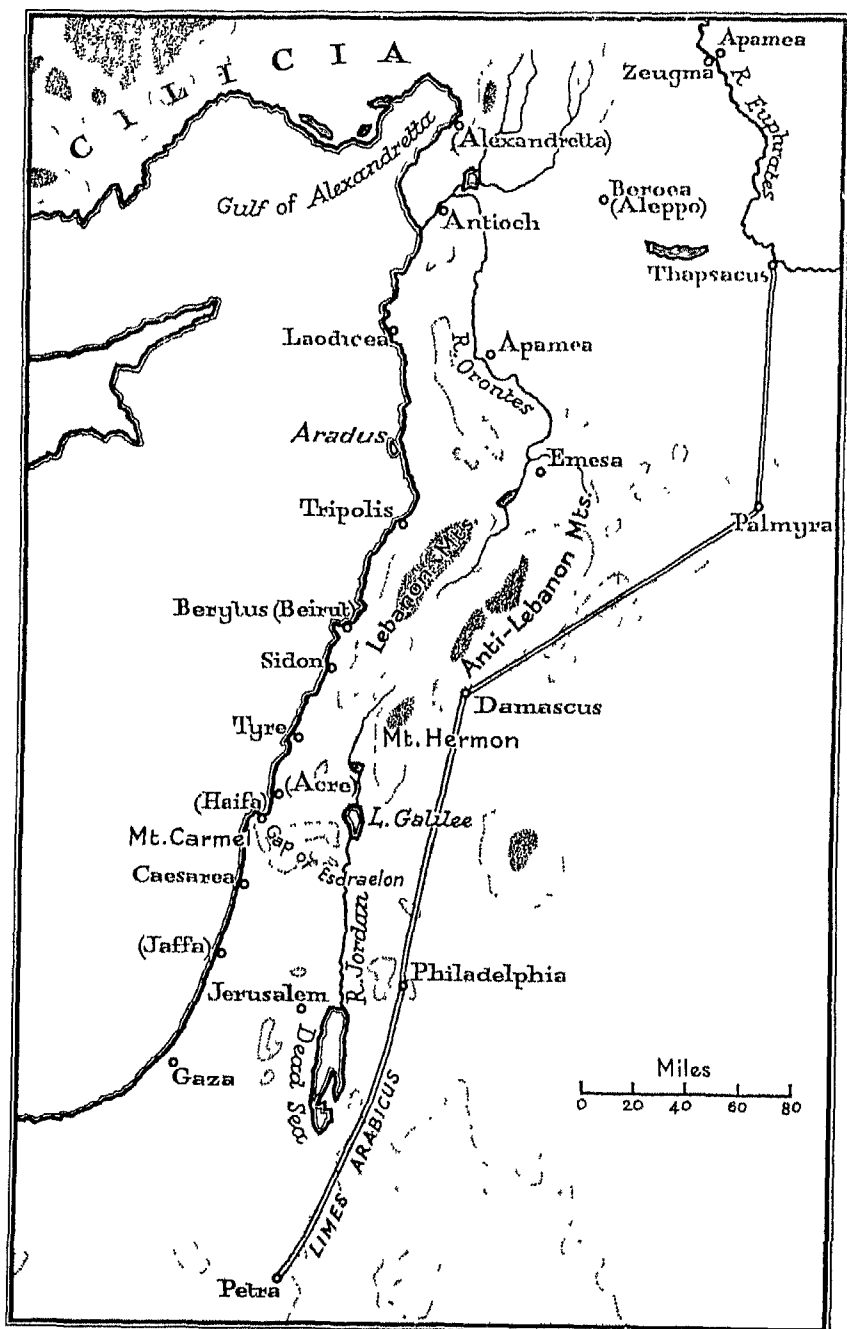 CILICIA
Apamea
Zeugma
R. Euphrates
(Alexandretta)
Gulf of Alexandretta
Beroea
(Aleppo)
Antioch
Thapsacus
Laodicea
Apamea
R. Orontes
Aradus
Emesa
Tripolis
Palmyra
Lebanon Mts.
Anti-Lebanon Mts.
Berytus (Beirut)
Sidon
Damascus
Tyre
Mt. Hermon
(Acre)
(Haifa)
L. Galilee
Mt. Carmel
Gap of Esdraelon
Caesarea
R. Jordan
(Jaffa)
Philadelphia
Jerusalem
Dead Sea
Gaza
Miles
0 20 40 60 80
LIMES ARABICUS
Petra